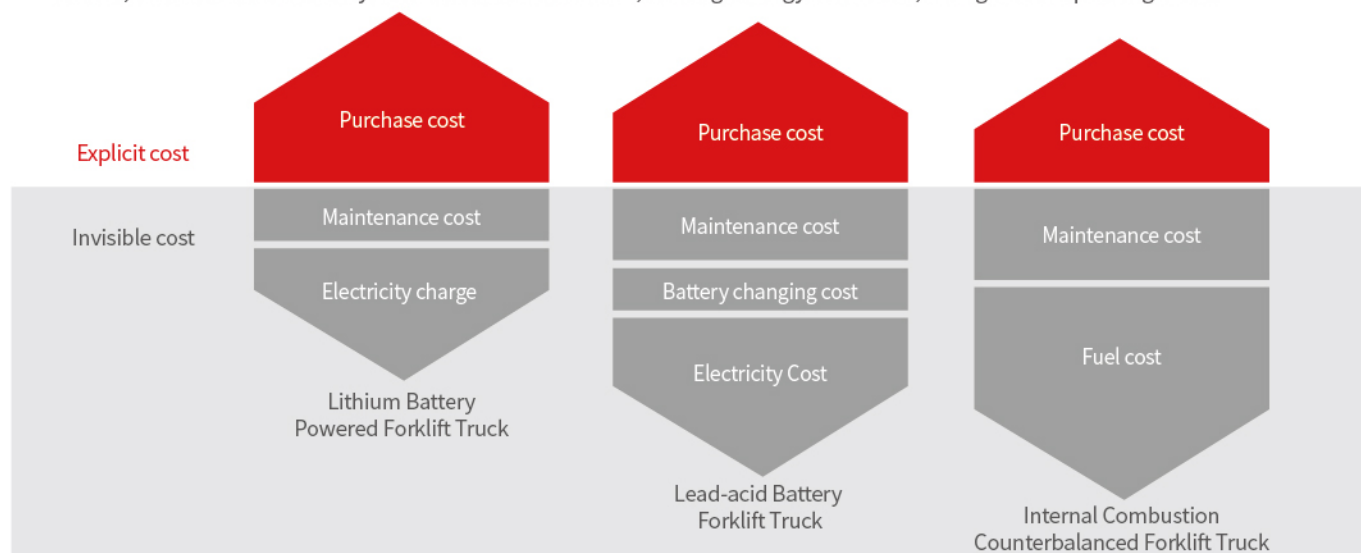 Purchase cost
Purchase cost
Purchase cost
Explicit cost
Invisible cost
Maintenance cost
Maintenance cost
Maintenance cost
Electricity charge
Battery changing cost
Electricity Cost
Fuel cost
Lithium Battery
Powered Forklift Truck
Lead-acid Battery
Forklift Truck
Internal Combustion
Counterbalanced Forklift Truck